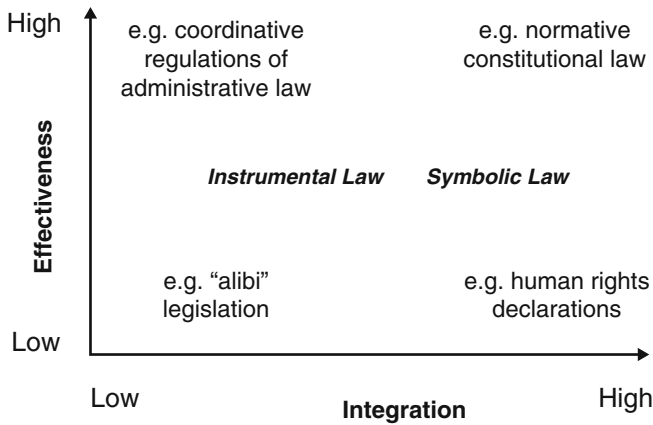 High
e.g. coordinative
regulations of
administrative law
e.g. normative
constitutional law
Effectiveness
Instrumental Law
Symbolic Law
e.g. “alibi”
legislation
e.g. human rights
declarations
Low
Low
Integration
High